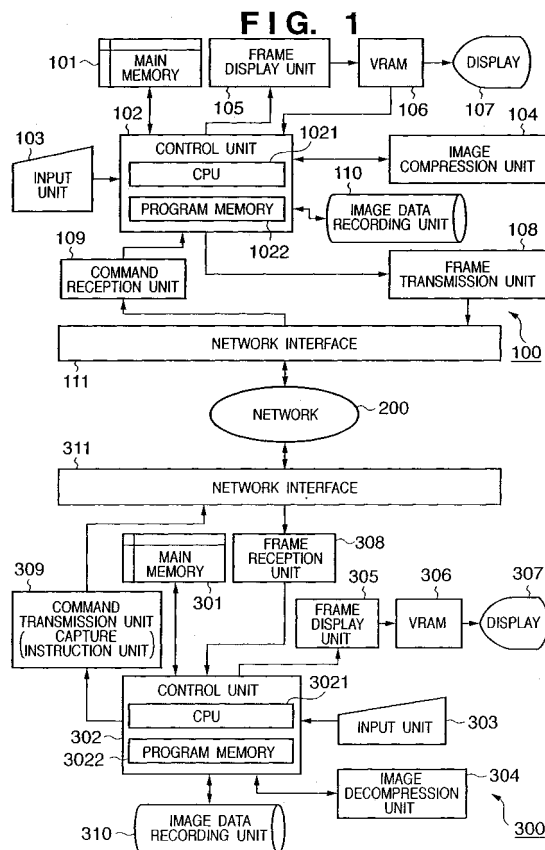 FIG. 1
101
MAIN MEMORY
FRAME DISPLAY UNIT
105
VRAM
106
DISPLAY
107
102
103
INPUT UNIT
CONTROL UNIT
1021
CPU
PROGRAM MEMORY
1022
104
IMAGE COMPRESSION UNIT
110
IMAGE DATA RECORDING UNIT
109
COMMAND RECEPTION UNIT
108
FRAME TRANSMISSION UNIT
NETWORK INTERFACE
111
100
NETWORK
200
311
NETWORK INTERFACE
309
COMMAND TRANSMISSION UNIT
(CAPTURE INSTRUCTION UNIT)
MAIN MEMORY
301
FRAME RECEPTION UNIT
308
305
FRAME DISPLAY UNIT
306
VRAM
307
DISPLAY
CONTROL UNIT
3021
CPU
302
PROGRAM MEMORY
3022
INPUT UNIT
303
IMAGE DECOMPRESSION UNIT
304
310
IMAGE DATA RECORDING UNIT
300